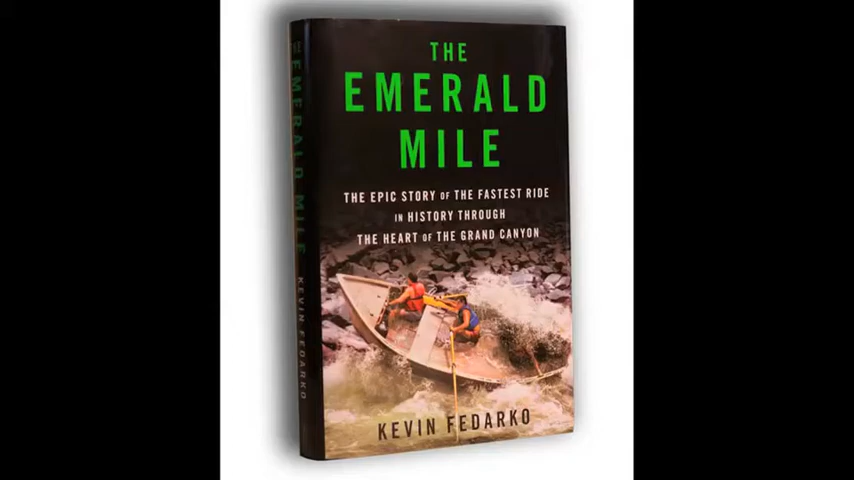 THE
EMERALD
MILE
THE EPIC STORY OF THE FASTEST RIDE
IN HISTORY THROUGH
THE HEART OF THE GRAND CANYON
KEVIN FEDARKO
THE EMERALD MILE KEVIN FEDARKO